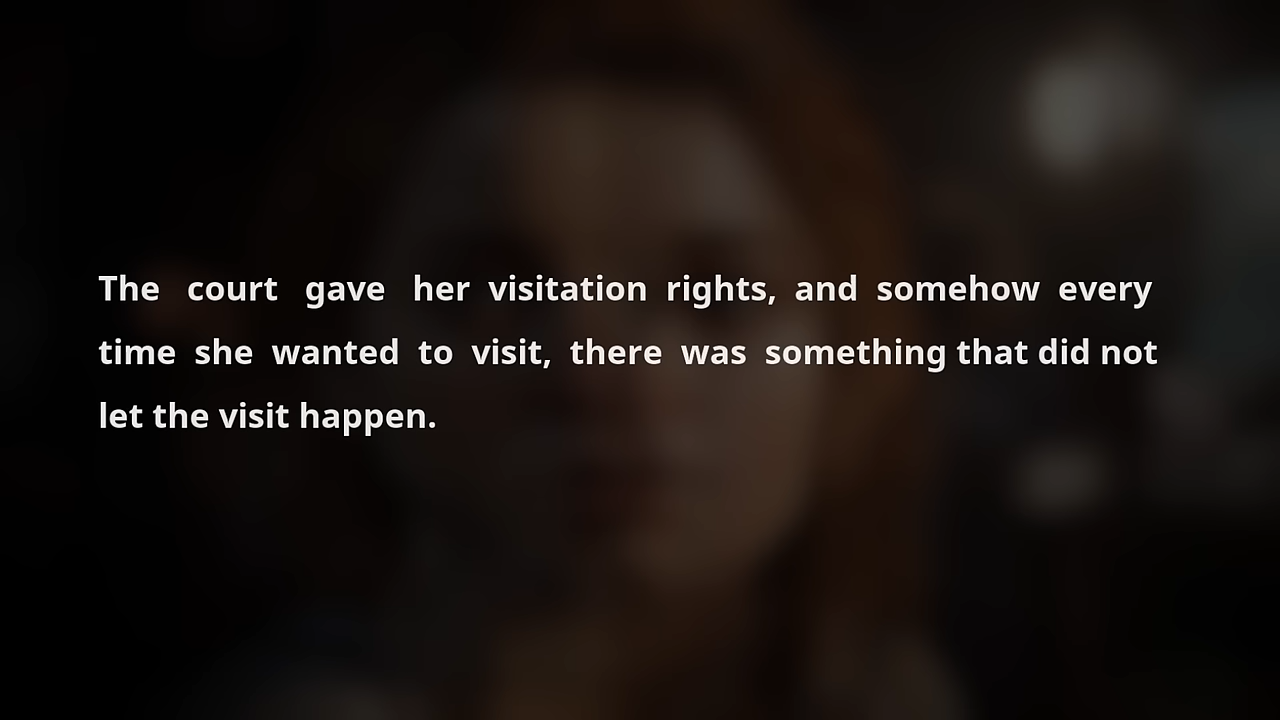 The court gave her visitation rights, and somehow every
time she wanted to visit, there was something that did not
let the visit happen.